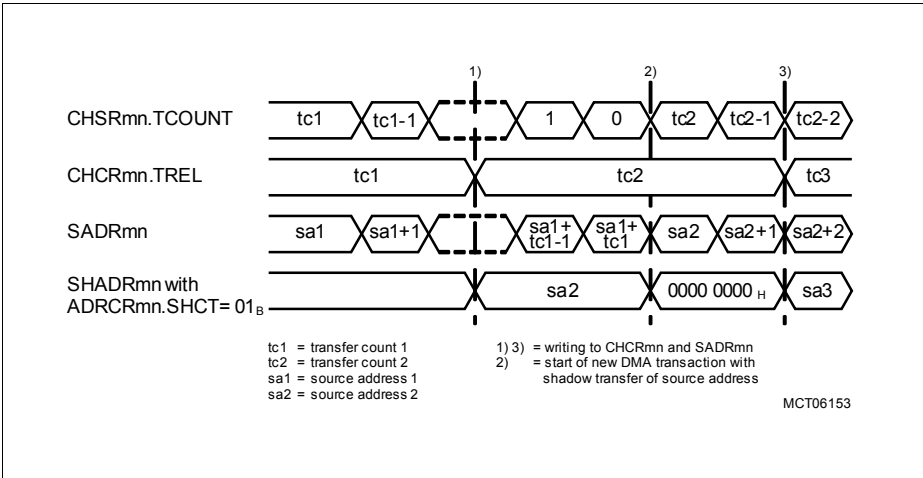 1) 2) 3)
CHSRmn.TCOUNT tc1 tc1-1 1 0 tc2 tc2-1 tc2-2
CHCRmn.TREL tc1 tc2 tc3
SADRmn sa1 sa1+1 sa1+ tc1-1 sa1+ tc1 sa2 sa2+1 sa2+2
SHADRmn with
ADRCRmn.SHCT= 01B sa2 0000 0000 H sa3
tc1 = transfer count 1
tc2 = transfer count 2
sa1 = source address 1
sa2 = source address 2
1) 3) = writing to CHCRmn and SADRmn
2) = start of new DMA transaction with
shadow transfer of source address
MCT06153